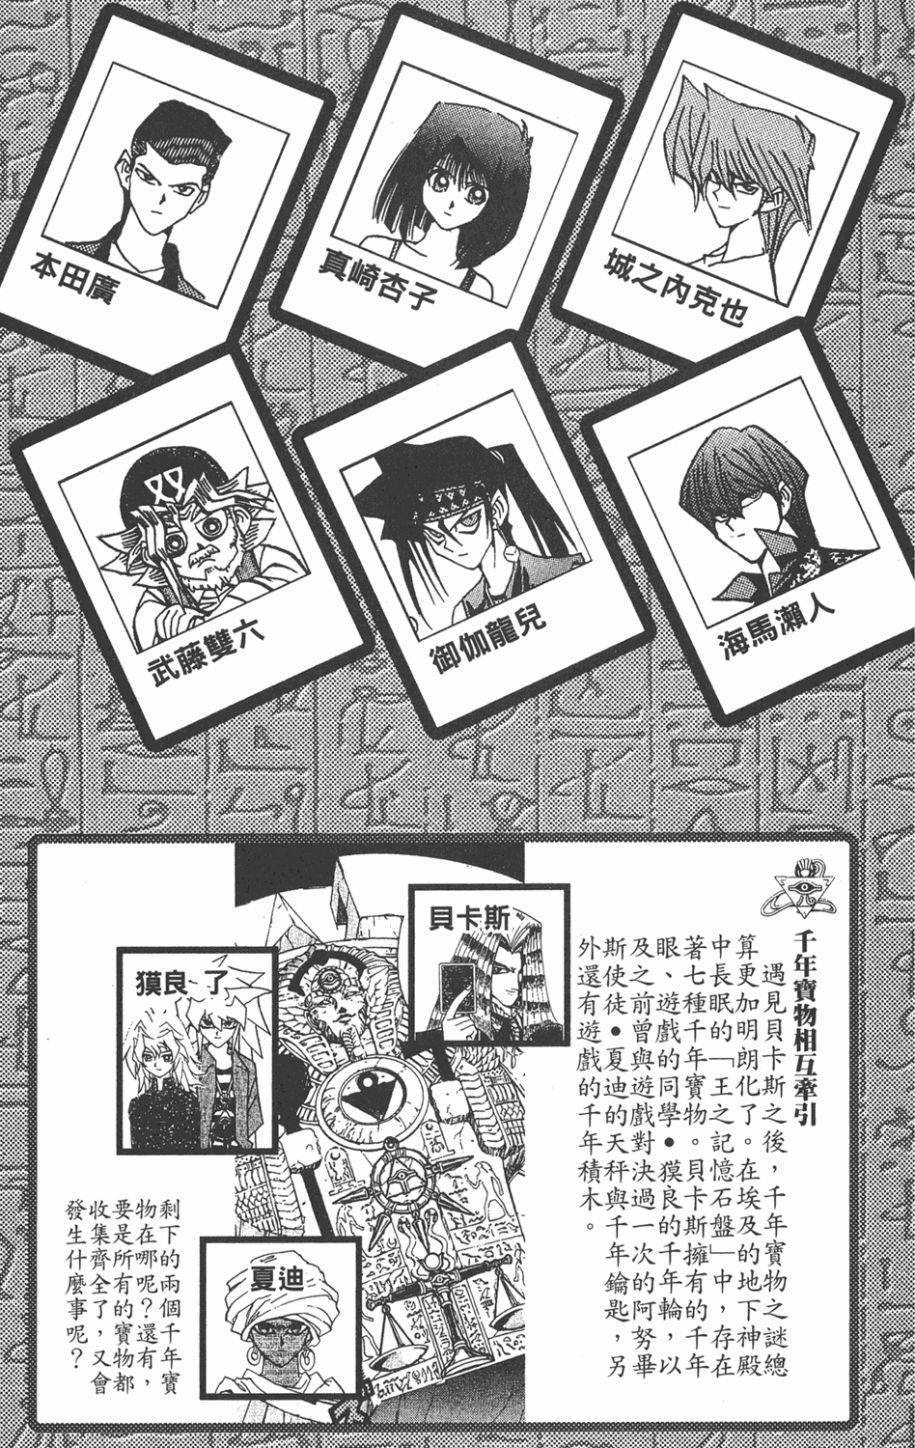 城之內克也
真崎杏子
本田廣
海馬瀨人
御伽龍兒
武藤雙六
千年寶物相互牽引
遇見貝卡斯之後，千年寶物之謎總
算更加明朗化了。在埃及的地下神殿
中長眠的「王之記憶石盤」中，存在
著七種千年寶物。貝卡斯擁有的千年
眼、遊戲的同學•獏良的千年輪，以
及之前曾與遊戲對決過一次的阿努畢
斯使徒•夏迪的天秤與千年鑰匙，另
外還有遊戲的千年積木。
貝卡斯
獏良 了
夏迪
剩下的兩個千年寶
物在哪呢？還有，
要是所有的寶物都
收集齊全了，又會
發生什麼事呢？